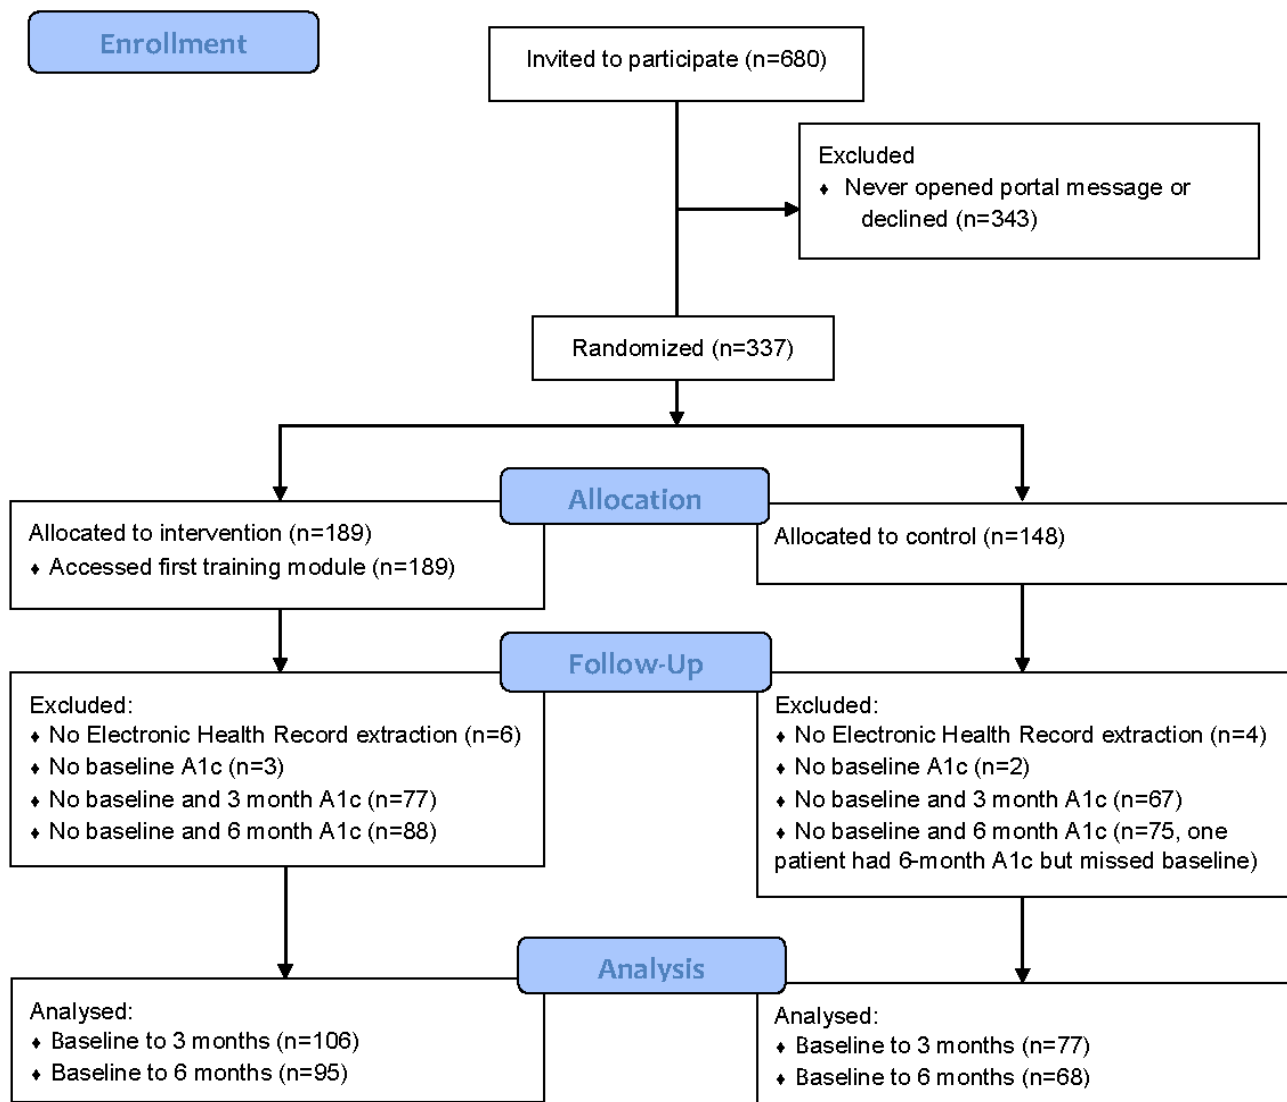 Enrollment
Invited to participate (n=680)
Excluded
♦ Never opened portal message or
declined (n=343)
Randomized (n=337)
Allocation
Allocated to intervention (n=189)
♦ Accessed first training module (n=189)
Allocated to control (n=148)
Follow-Up
Excluded:
♦ No Electronic Health Record extraction (n=6)
♦ No baseline A1c (n=3)
♦ No baseline and 3 month A1c (n=77)
♦ No baseline and 6 month A1c (n=88)
Excluded:
♦ No Electronic Health Record extraction (n=4)
♦ No baseline A1c (n=2)
♦ No baseline and 3 month A1c (n=67)
♦ No baseline and 6 month A1c (n=75, one
patient had 6-month A1c but missed baseline)
Analysis
Analysed:
♦ Baseline to 3 months (n=106)
♦ Baseline to 6 months (n=95)
Analysed:
♦ Baseline to 3 months (n=77)
♦ Baseline to 6 months (n=68)